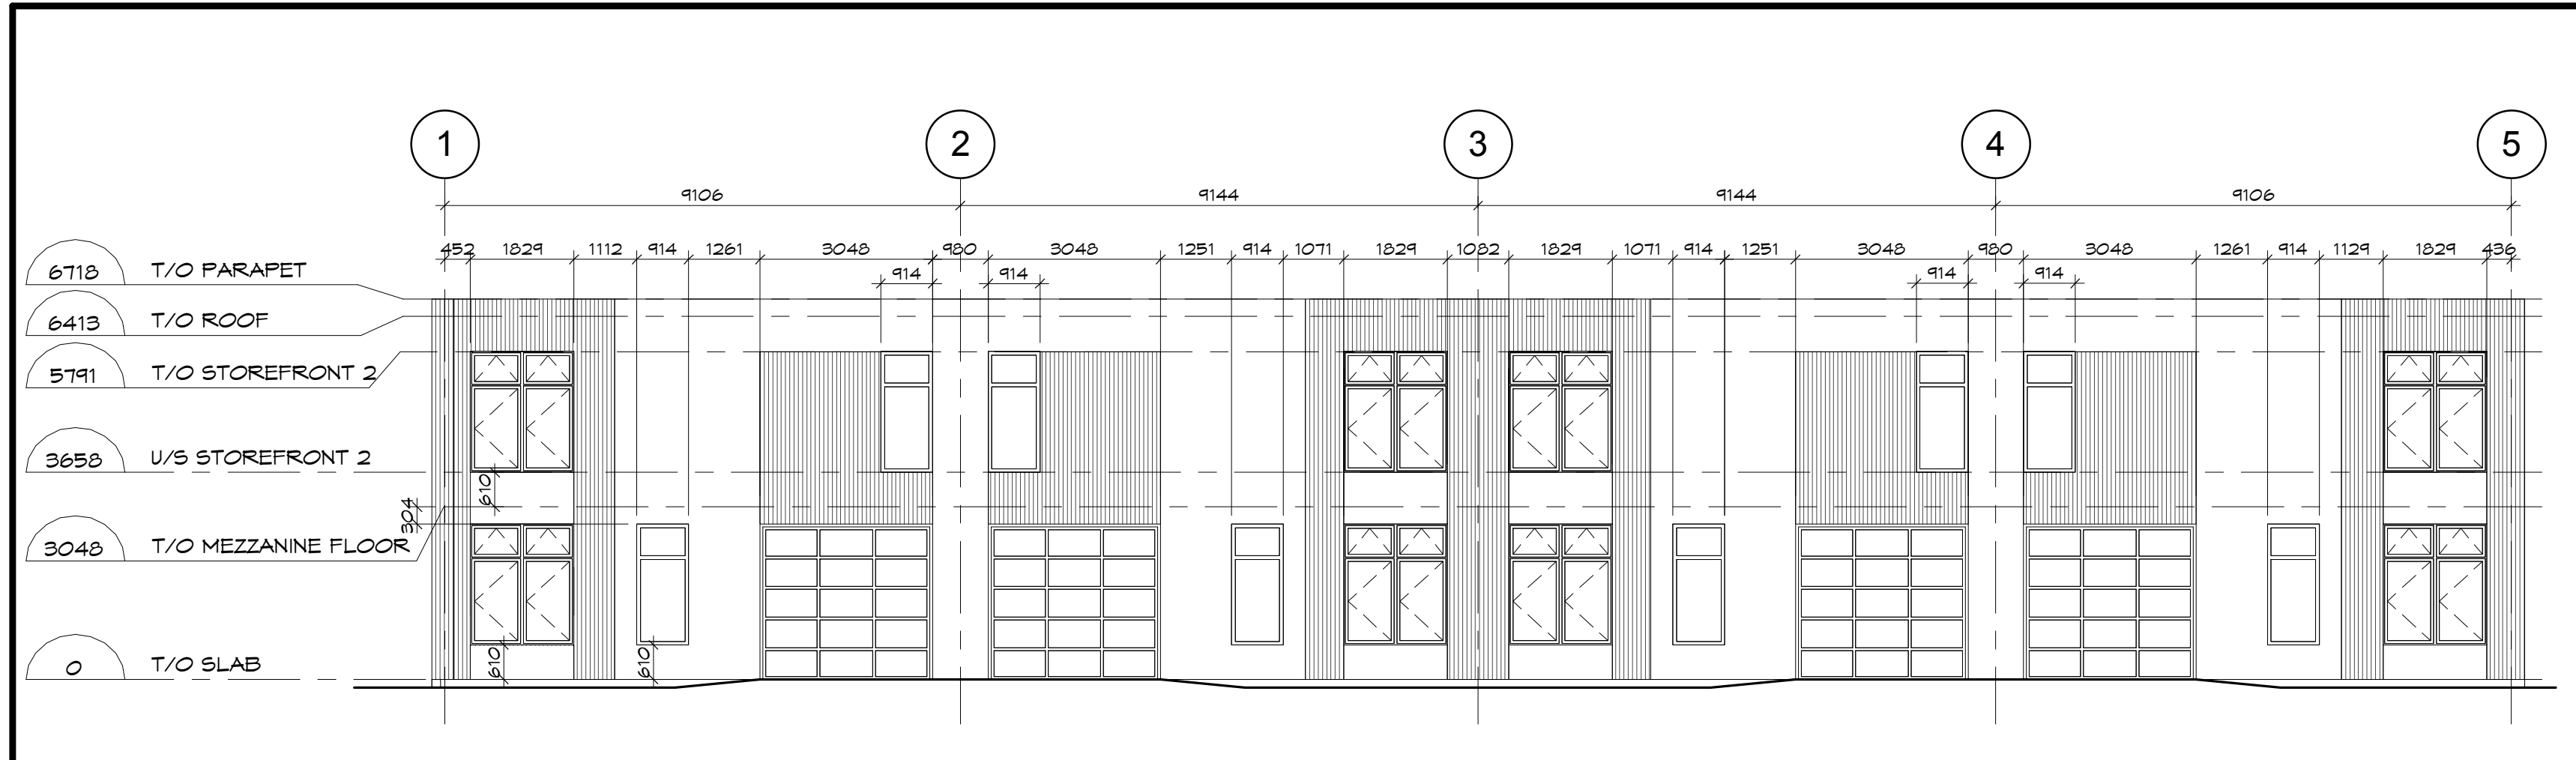 1 2 3 4 5
9106 9144 9144 9106
452 1829 1112 914 1261 3048 980 3048 1251 914 1071 1829 1082 1829 1071 914 1251 3048 980 3048 1261 914 1129 1829 436
914 914 914 914
6718 T/O PARAPET
6413 T/O ROOF
5791 T/O STOREFRONT 2
3658 U/S STOREFRONT 2
610
304
3048 T/O MEZZANINE FLOOR
0 T/O SLAB
610 610